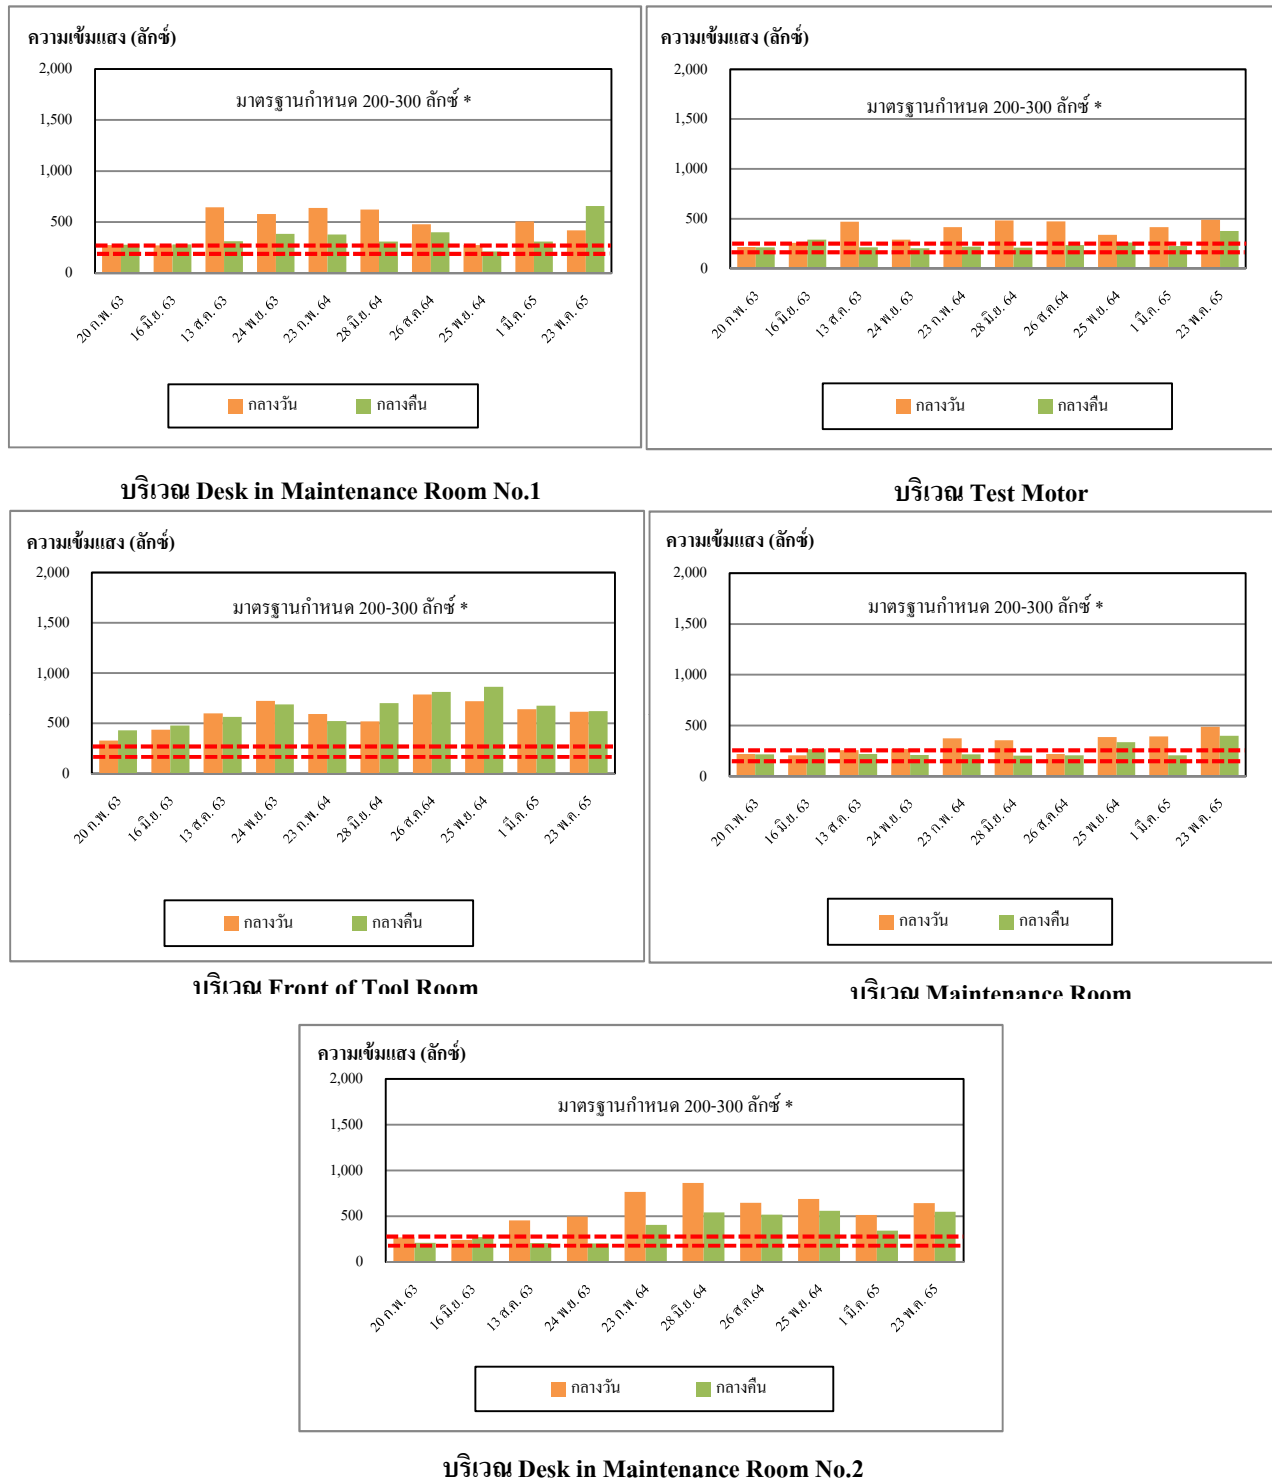 ความเข้มแสง (ลักซ์)
2,000
มาตรฐานกำหนด 200-300 ลักซ์ *
1,500
1,000
500
0
20 ก.พ. 63
16 มิ.ย. 63
13 ส.ค. 63
24 พ.ย. 63
23 ก.พ. 64
28 มิ.ย. 64
26 ส.ค.64
25 พ.ย. 64
1 มี.ค. 65
23 พ.ค. 65
กลางวัน กลางคืน
บริเวณ Desk in Maintenance Room No.1
ความเข้มแสง (ลักซ์)
2,000
มาตรฐานกำหนด 200-300 ลักซ์ *
1,500
1,000
500
0
20 ก.พ. 63
16 มิ.ย. 63
13 ส.ค. 63
24 พ.ย. 63
23 ก.พ. 64
28 มิ.ย. 64
26 ส.ค.64
25 พ.ย. 64
1 มี.ค. 65
23 พ.ค. 65
กลางวัน กลางคืน
บริเวณ Test Motor
ความเข้มแสง (ลักซ์)
2,000
มาตรฐานกำหนด 200-300 ลักซ์ *
1,500
1,000
500
0
20 ก.พ. 63
16 มิ.ย. 63
13 ส.ค. 63
24 พ.ย. 63
23 ก.พ. 64
28 มิ.ย. 64
26 ส.ค.64
25 พ.ย. 64
1 มี.ค. 65
23 พ.ค. 65
กลางวัน กลางคืน
บริเวณ Front of Tool Room
ความเข้มแสง (ลักซ์)
2,000
มาตรฐานกำหนด 200-300 ลักซ์ *
1,500
1,000
500
0
20 ก.พ. 63
16 มิ.ย. 63
13 ส.ค. 63
24 พ.ย. 63
23 ก.พ. 64
28 มิ.ย. 64
26 ส.ค.64
25 พ.ย. 64
1 มี.ค. 65
23 พ.ค. 65
กลางวัน กลางคืน
บริเวณ Maintenance Room
ความเข้มแสง (ลักซ์)
2,000
มาตรฐานกำหนด 200-300 ลักซ์ *
1,500
1,000
500
0
20 ก.พ. 63
16 มิ.ย. 63
13 ส.ค. 63
24 พ.ย. 63
23 ก.พ. 64
28 มิ.ย. 64
26 ส.ค.64
25 พ.ย. 64
1 มี.ค. 65
23 พ.ค. 65
กลางวัน กลางคืน
บริเวณ Desk in Maintenance Room No.2